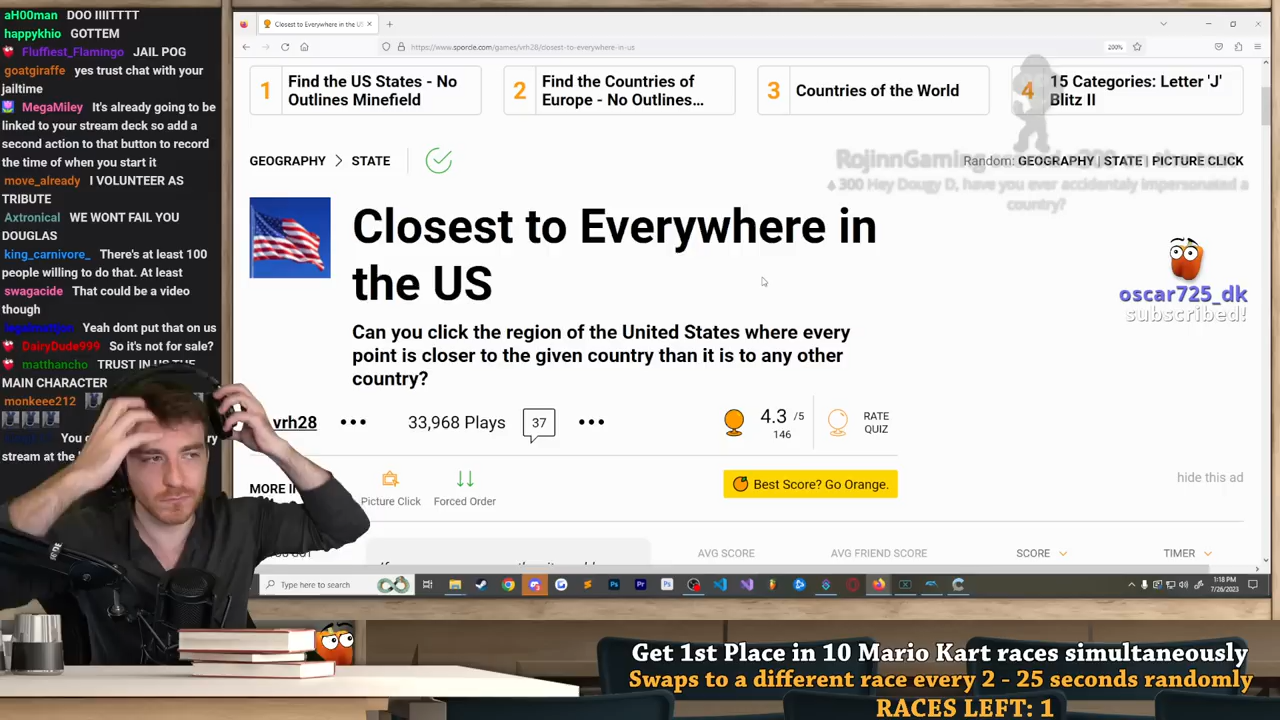 aH00man DOO IIIITTTT
happykhio GOTTEM
Fluffiest_Flamingo JAIL POG
goatgiraffe yes trust chat with your
jailtime
MegaMiley It's already going to be
linked to your stream deck so add a
second action to that button to record
the time of when you start it
move_already I VOLUNTEER AS
TRIBUTE
Axtronical WE WONT FAIL YOU
DOUGLAS
king_carnivore_ There's at least 100
people willing to do that. At least
swagacide That could be a video
though
Yeah dont put that on us
DairyDude999 So it's not for sale?
matthancho TRUST IN US THE
MAIN CHARACTER
monkeee212
stream at the
Closest to Everywhere in the US
https://www.sporcle.com/games/vrh28/closest-to-everywhere-in-us
200%
1 Find the US States - No
Outlines Minefield
2 Find the Countries of
Europe - No Outlines...
3 Countries of the World
4 15 Categories: Letter 'J'
Blitz II
GEOGRAPHY > STATE
Random: GEOGRAPHY | STATE | PICTURE CLICK
RojinnGaming
300 Hey Dougy D, have you ever accidentaly impersonated a
country?
Closest to Everywhere in
the US
Can you click the region of the United States where every
point is closer to the given country than it is to any other
country?
oscar725_dk
subscribed!
vrh28
33,968 Plays
37
4.3 /5
146
RATE
QUIZ
MORE IN
Picture Click
Forced Order
Best Score? Go Orange.
hide this ad
AVG SCORE
AVG FRIEND SCORE
SCORE
TIMER
Type here to search
1:18 PM
7/26/2023
Get 1st Place in 10 Mario Kart races simultaneously
Swaps to a different race every 2 - 25 seconds randomly
RACES LEFT: 1